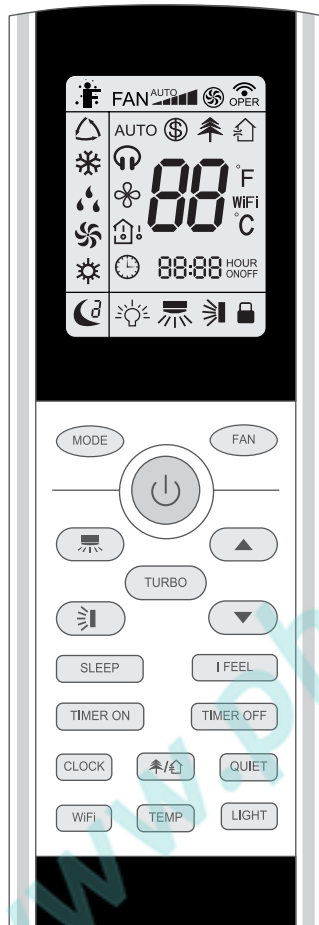 FAN AUTO OPER
AUTO
88 °F
WiFi
°C
88:88 HOUR
ONOFF
MODE
FAN
TURBO
SLEEP
I FEEL
TIMER ON
TIMER OFF
CLOCK
/
QUIET
WiFi
TEMP
LIGHT